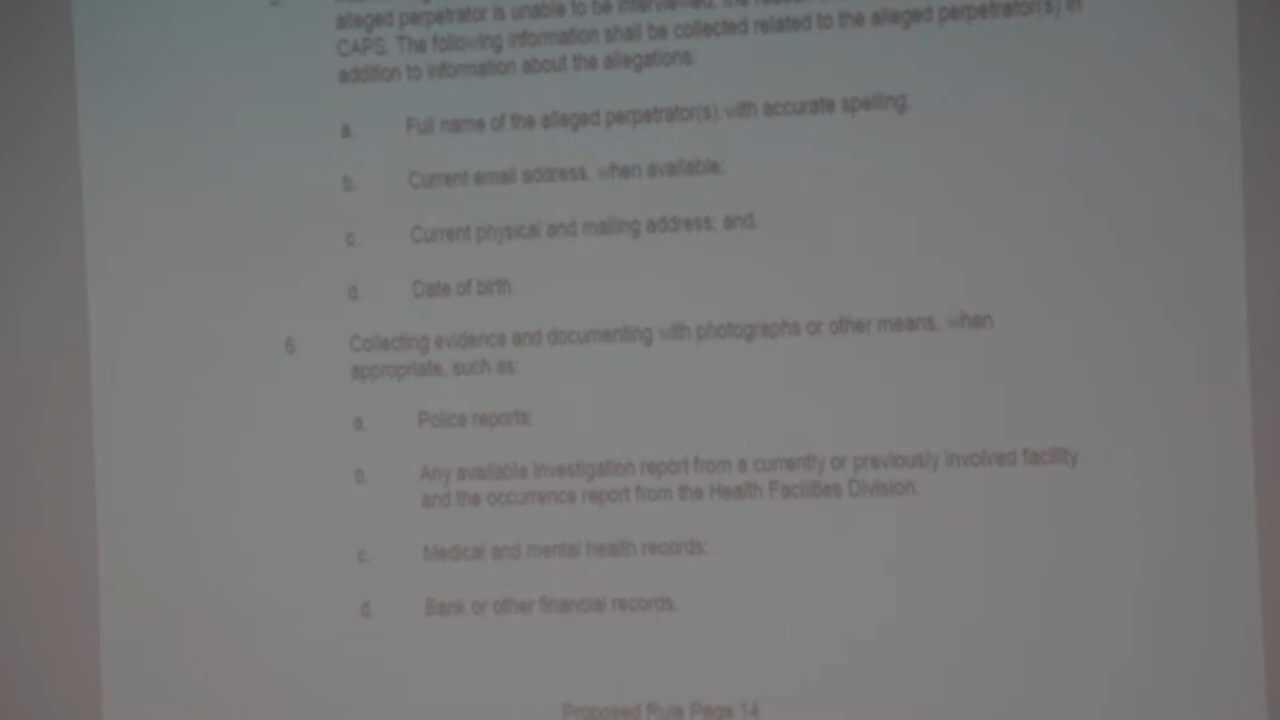 alleged perpetrator is unable to be interviewed, the
CAPS. The following information shall be collected related to the alleged perpetrator(s) in
addition to information about the allegations:
a. Full name of the alleged perpetrator(s) with accurate spelling;
b. Current email address, when available;
c. Current physical and mailing address; and,
d. Date of birth.
6. Collecting evidence and documenting with photographs or other means, when
appropriate, such as:
a. Police reports;
b. Any available investigation report from a currently or previously involved facility
and the occurrence report from the Health Facilities Division;
c. Medical and mental health records;
d. Bank or other financial records;
Proposed Rule Page 14